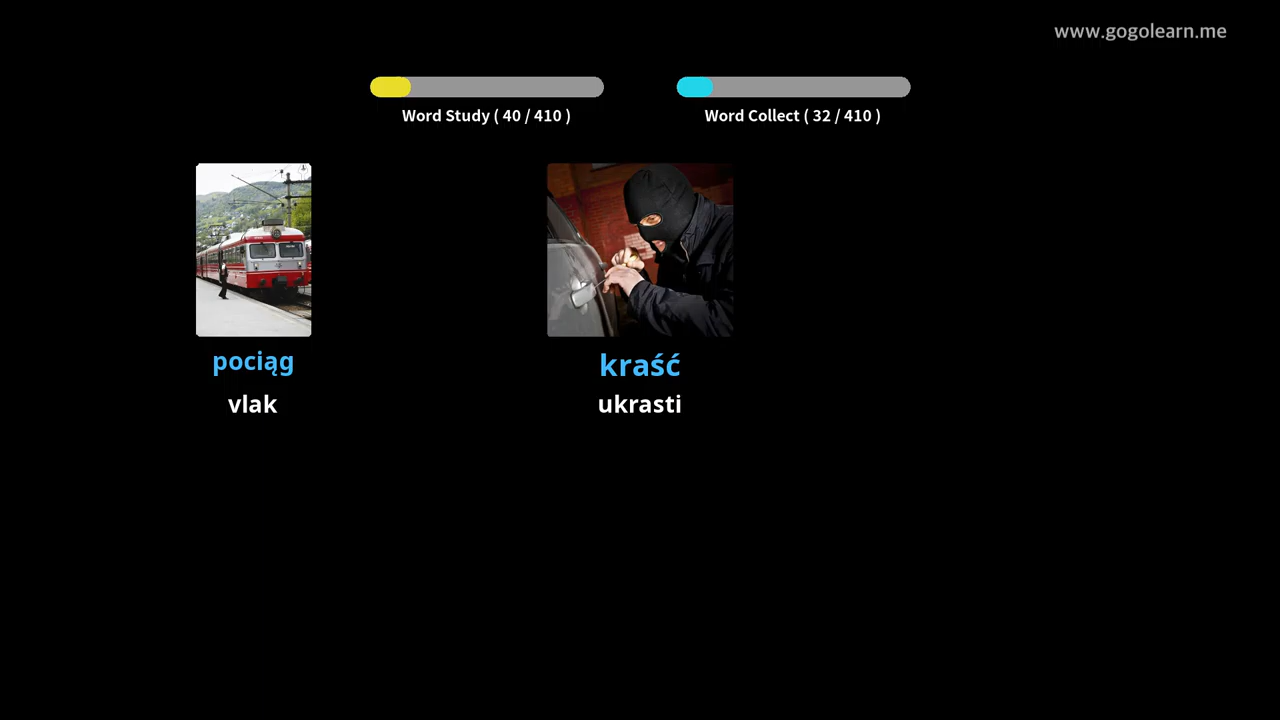 www.gogolearn.me
Word Study ( 40 / 410 )
Word Collect ( 32 / 410 )
pociąg
vlak
kraść
ukrasti